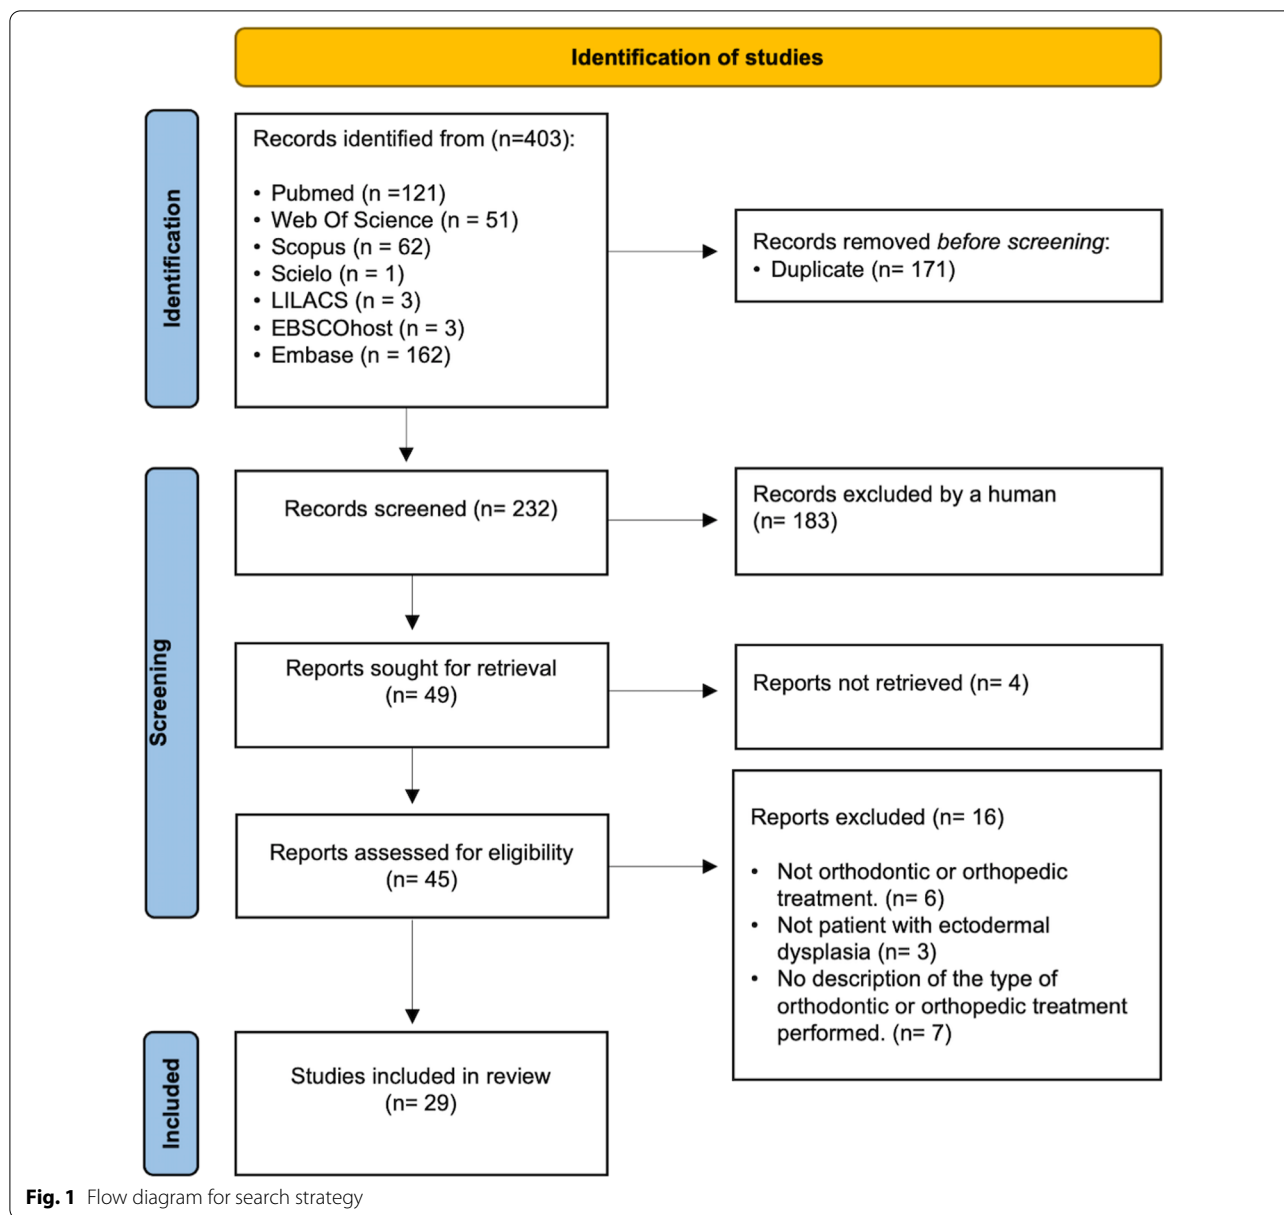 Identification of studies
Identification
Records identified from (n=403):
• Pubmed (n =121)
• Web Of Science (n = 51)
• Scopus (n = 62)
• Scielo (n = 1)
• LILACS (n = 3)
• EBSCOhost (n = 3)
• Embase (n = 162)
Records removed before screening:
• Duplicate (n= 171)
Screening
Records screened (n= 232)
Records excluded by a human
(n= 183)
Reports sought for retrieval
(n= 49)
Reports not retrieved (n= 4)
Reports assessed for eligibility
(n= 45)
Reports excluded (n= 16)
• Not orthodontic or orthopedic
treatment. (n= 6)
• Not patient with ectodermal
dysplasia (n= 3)
• No description of the type of
orthodontic or orthopedic treatment
performed. (n= 7)
Included
Studies included in review
(n= 29)
Fig. 1 Flow diagram for search strategy